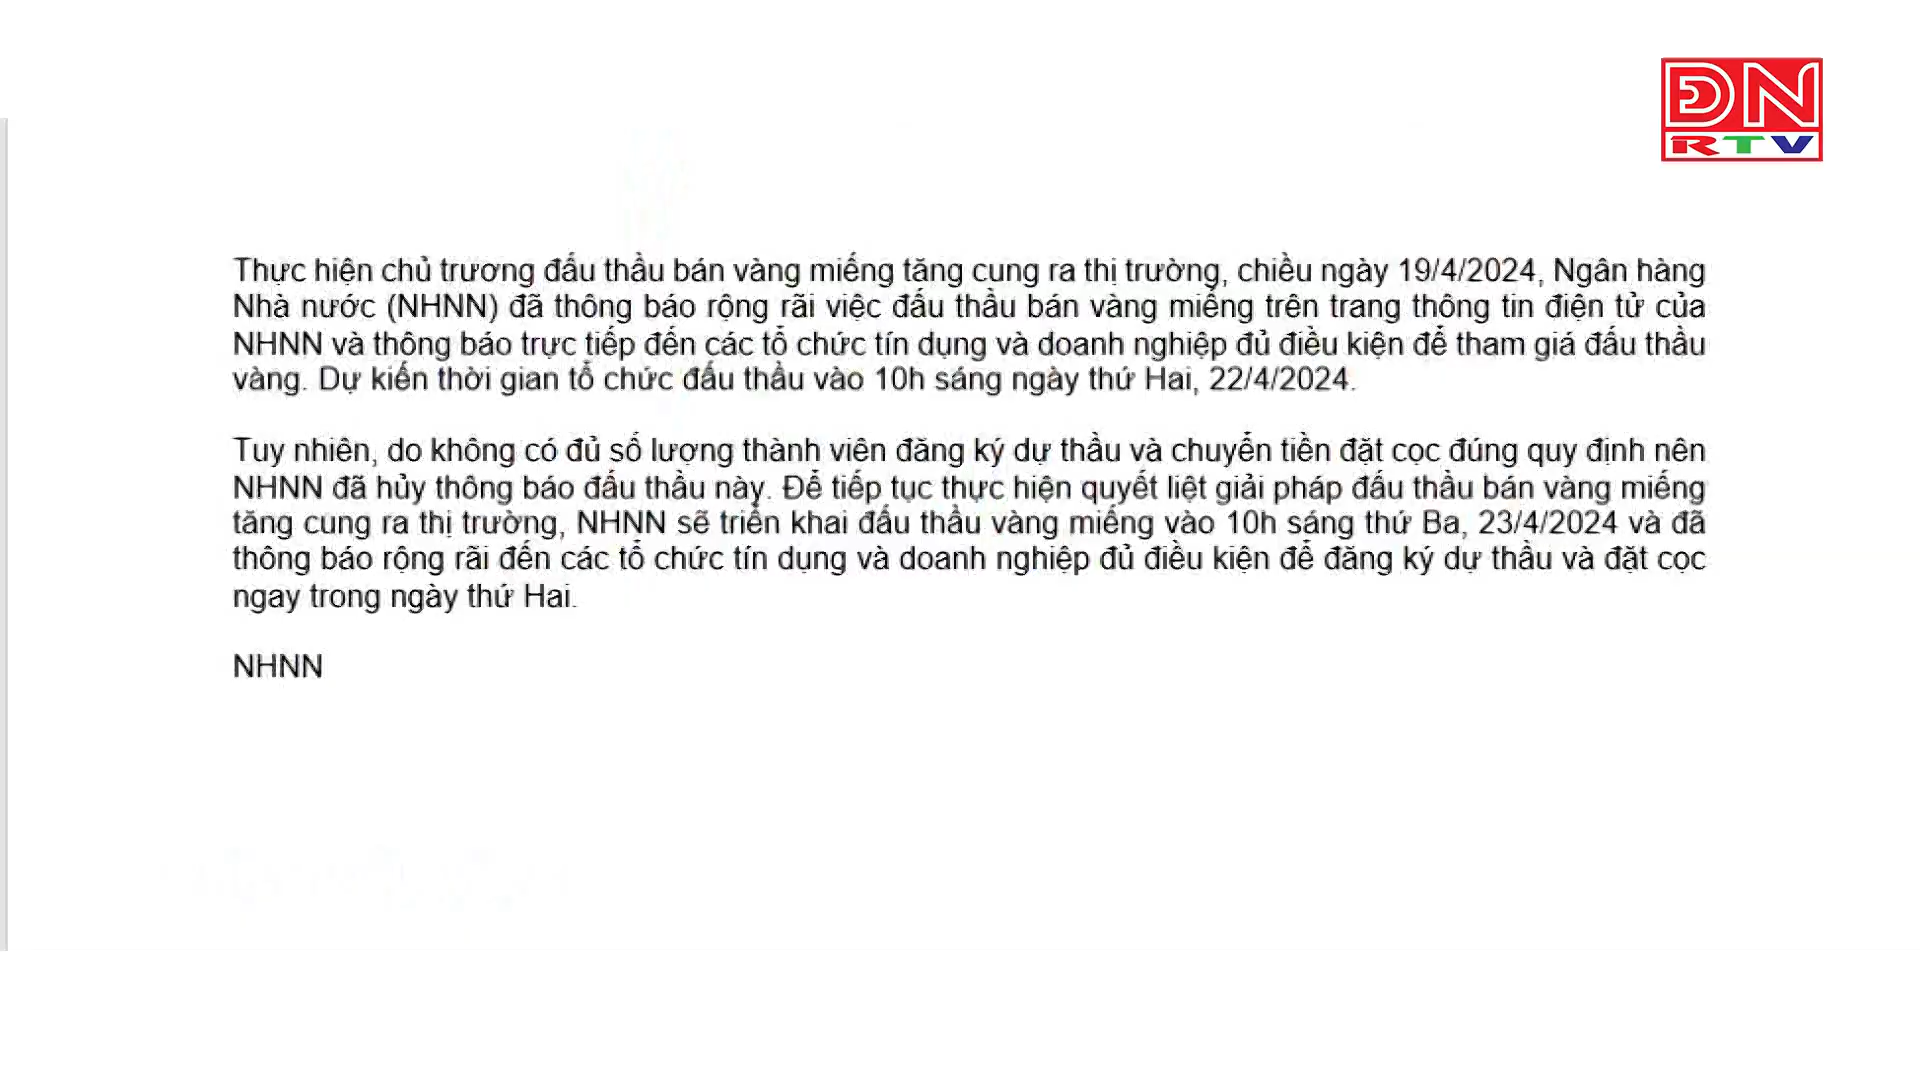 ĐN
RTV
Thực hiện chủ trương đấu thầu bán vàng miếng tăng cung ra thị trường, chiều ngày 19/4/2024, Ngân hàng
Nhà nước (NHNN) đã thông báo rộng rãi việc đấu thầu bán vàng miếng trên trang thông tin điện tử của
NHNN và thông báo trực tiếp đến các tổ chức tín dụng và doanh nghiệp đủ điều kiện để tham giá đấu thầu
vàng. Dự kiến thời gian tổ chức đấu thầu vào 10h sáng ngày thứ Hai, 22/4/2024.
Tuy nhiên, do không có đủ số lượng thành viên đăng ký dự thầu và chuyển tiền đặt cọc đúng quy định nên
NHNN đã hủy thông báo đấu thầu này. Để tiếp tục thực hiện quyết liệt giải pháp đấu thầu bán vàng miếng
tăng cung ra thị trường, NHNN sẽ triển khai đấu thầu vàng miếng vào 10h sáng thứ Ba, 23/4/2024 và đã
thông báo rộng rãi đến các tổ chức tín dụng và doanh nghiệp đủ điều kiện để đăng ký dự thầu và đặt cọc
ngay trong ngày thứ Hai.
NHNN